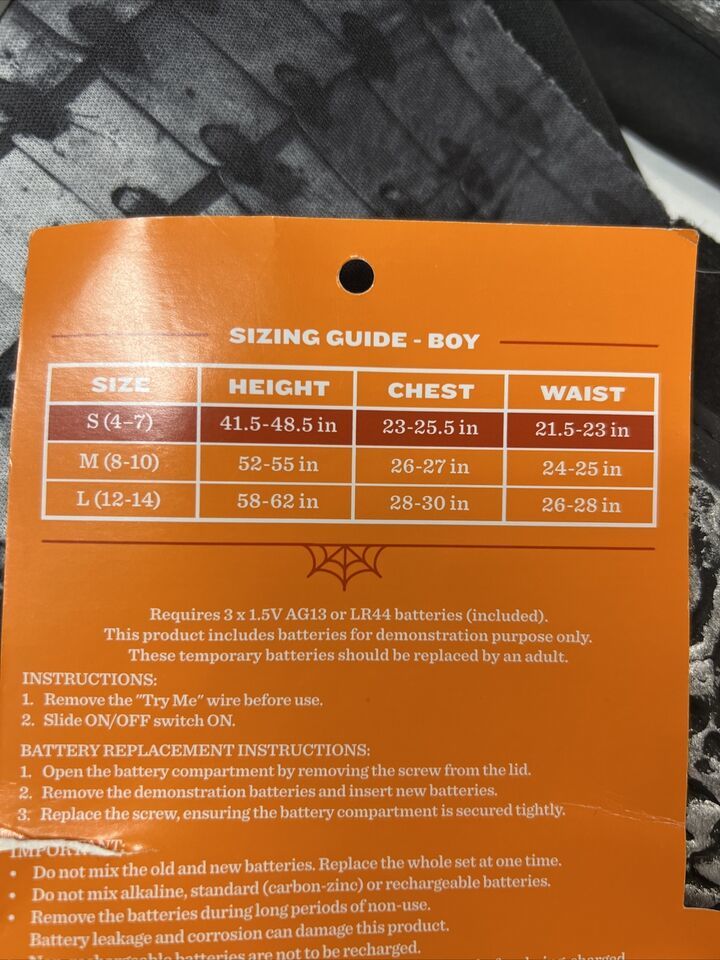 SIZING GUIDE - BOY
SIZE HEIGHT CHEST WAIST
S (4-7) 41.5-48.5 in 23-25.5 in 21.5-23 in
M (8-10) 52-55 in 26-27 in 24-25 in
L (12-14) 58-62 in 28-30 in 26-28 in
Requires 3 x 1.5V AG13 or LR44 batteries (included).
This product includes batteries for demonstration purpose only.
These temporary batteries should be replaced by an adult.
INSTRUCTIONS:
1. Remove the "Try Me" wire before use.
2. Slide ON/OFF switch ON.
BATTERY REPLACEMENT INSTRUCTIONS:
1. Open the battery compartment by removing the screw from the lid.
2. Remove the demonstration batteries and insert new batteries.
3. Replace the screw, ensuring the battery compartment is secured tightly.
IMPORTANT:
• Do not mix the old and new batteries. Replace the whole set at one time.
• Do not mix alkaline, standard (carbon-zinc) or rechargeable batteries.
• Remove the batteries during long periods of non-use.
Battery leakage and corrosion can damage this product.
Non-rechargeable batteries are not to be recharged.